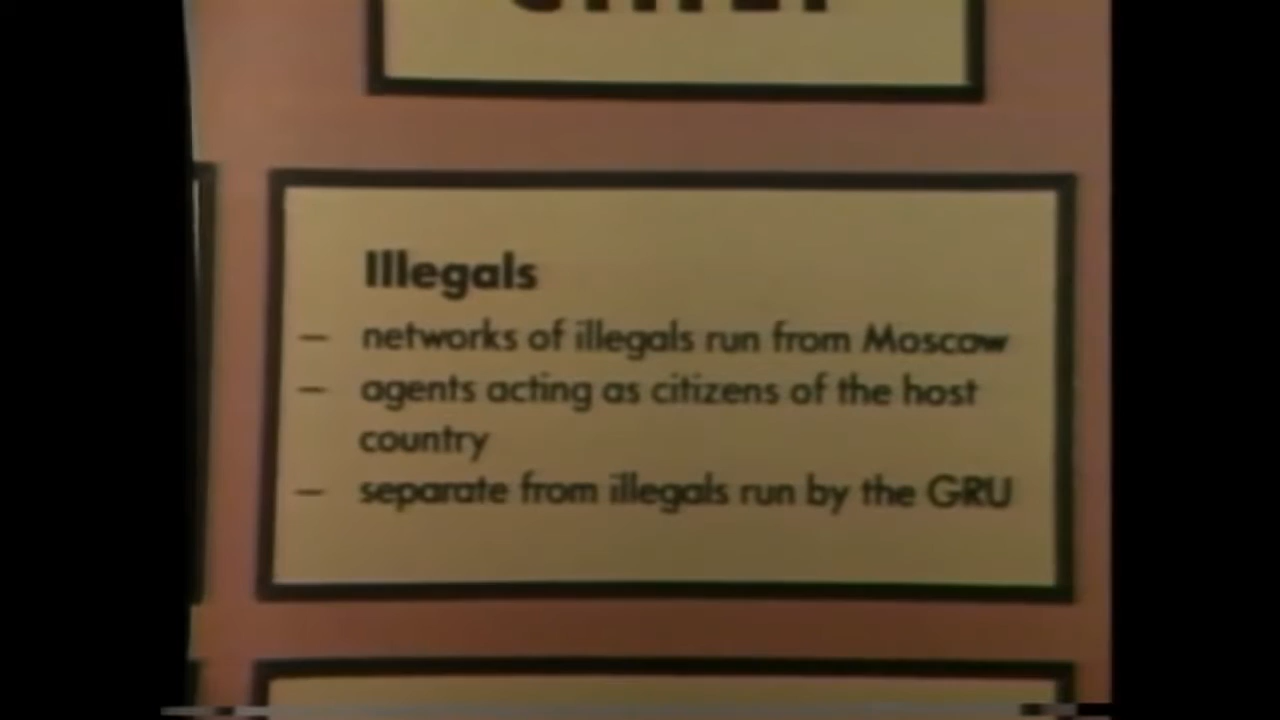 Illegals
— networks of illegals run from Moscow
— agents acting as citizens of the host
country
— separate from illegals run by the GRU